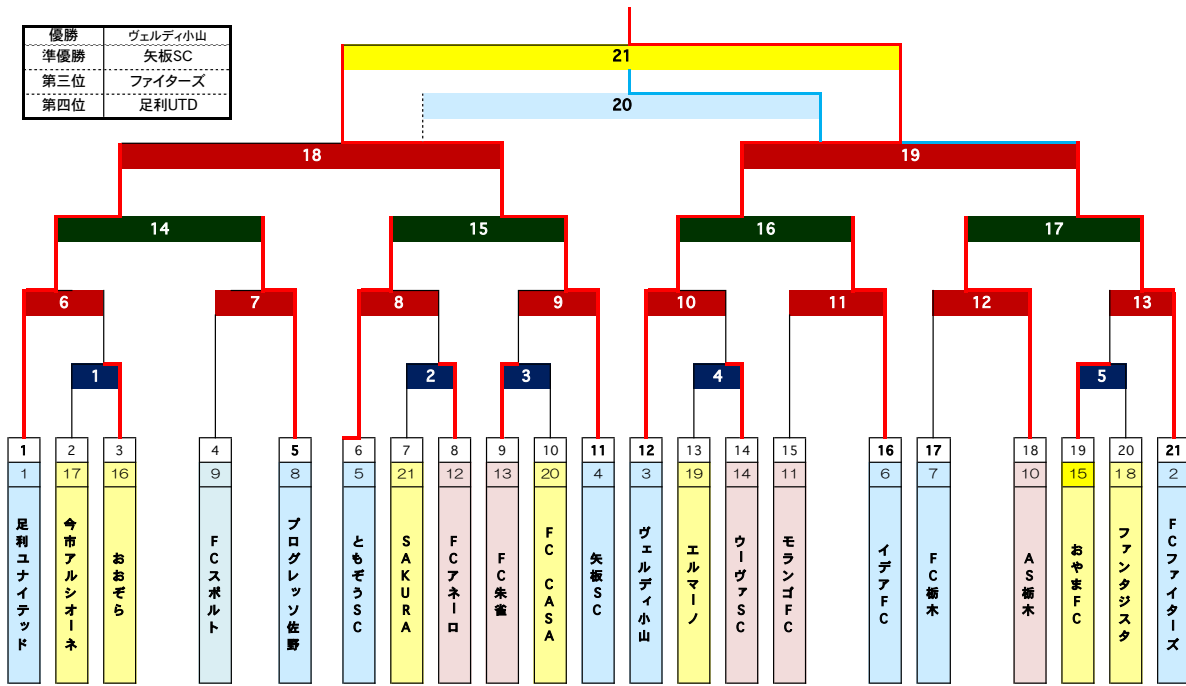 優勝 ヴェルディ小山
準優勝 矢板SC
第三位 ファイターズ
第四位 足利UTD
21
20
18 19
14 15 16 17
6 7 8 9 10 11 12 13
1 2 3 4 5
1 2 3 4 5 6 7 8 9 10 11 12 13 14 15 16 17 18 19 20 21
1 17 16 9 8 5 21 12 13 20 4 3 19 14 11 6 7 10 15 18 2
足利ユナイテッド
今市アルシオーネ
おおぞら
FCスポルト
プログレッソ佐野
ともぞうSC
SAKURA
FCアネーロ
FC朱雀
FC CASA
矢板SC
ヴェルディ小山
エルマーノ
ウーヴァSC
モランゴFC
イデアFC
FC栃木
AS栃木
おやまFC
ファンタジスタ
FCファイターズ